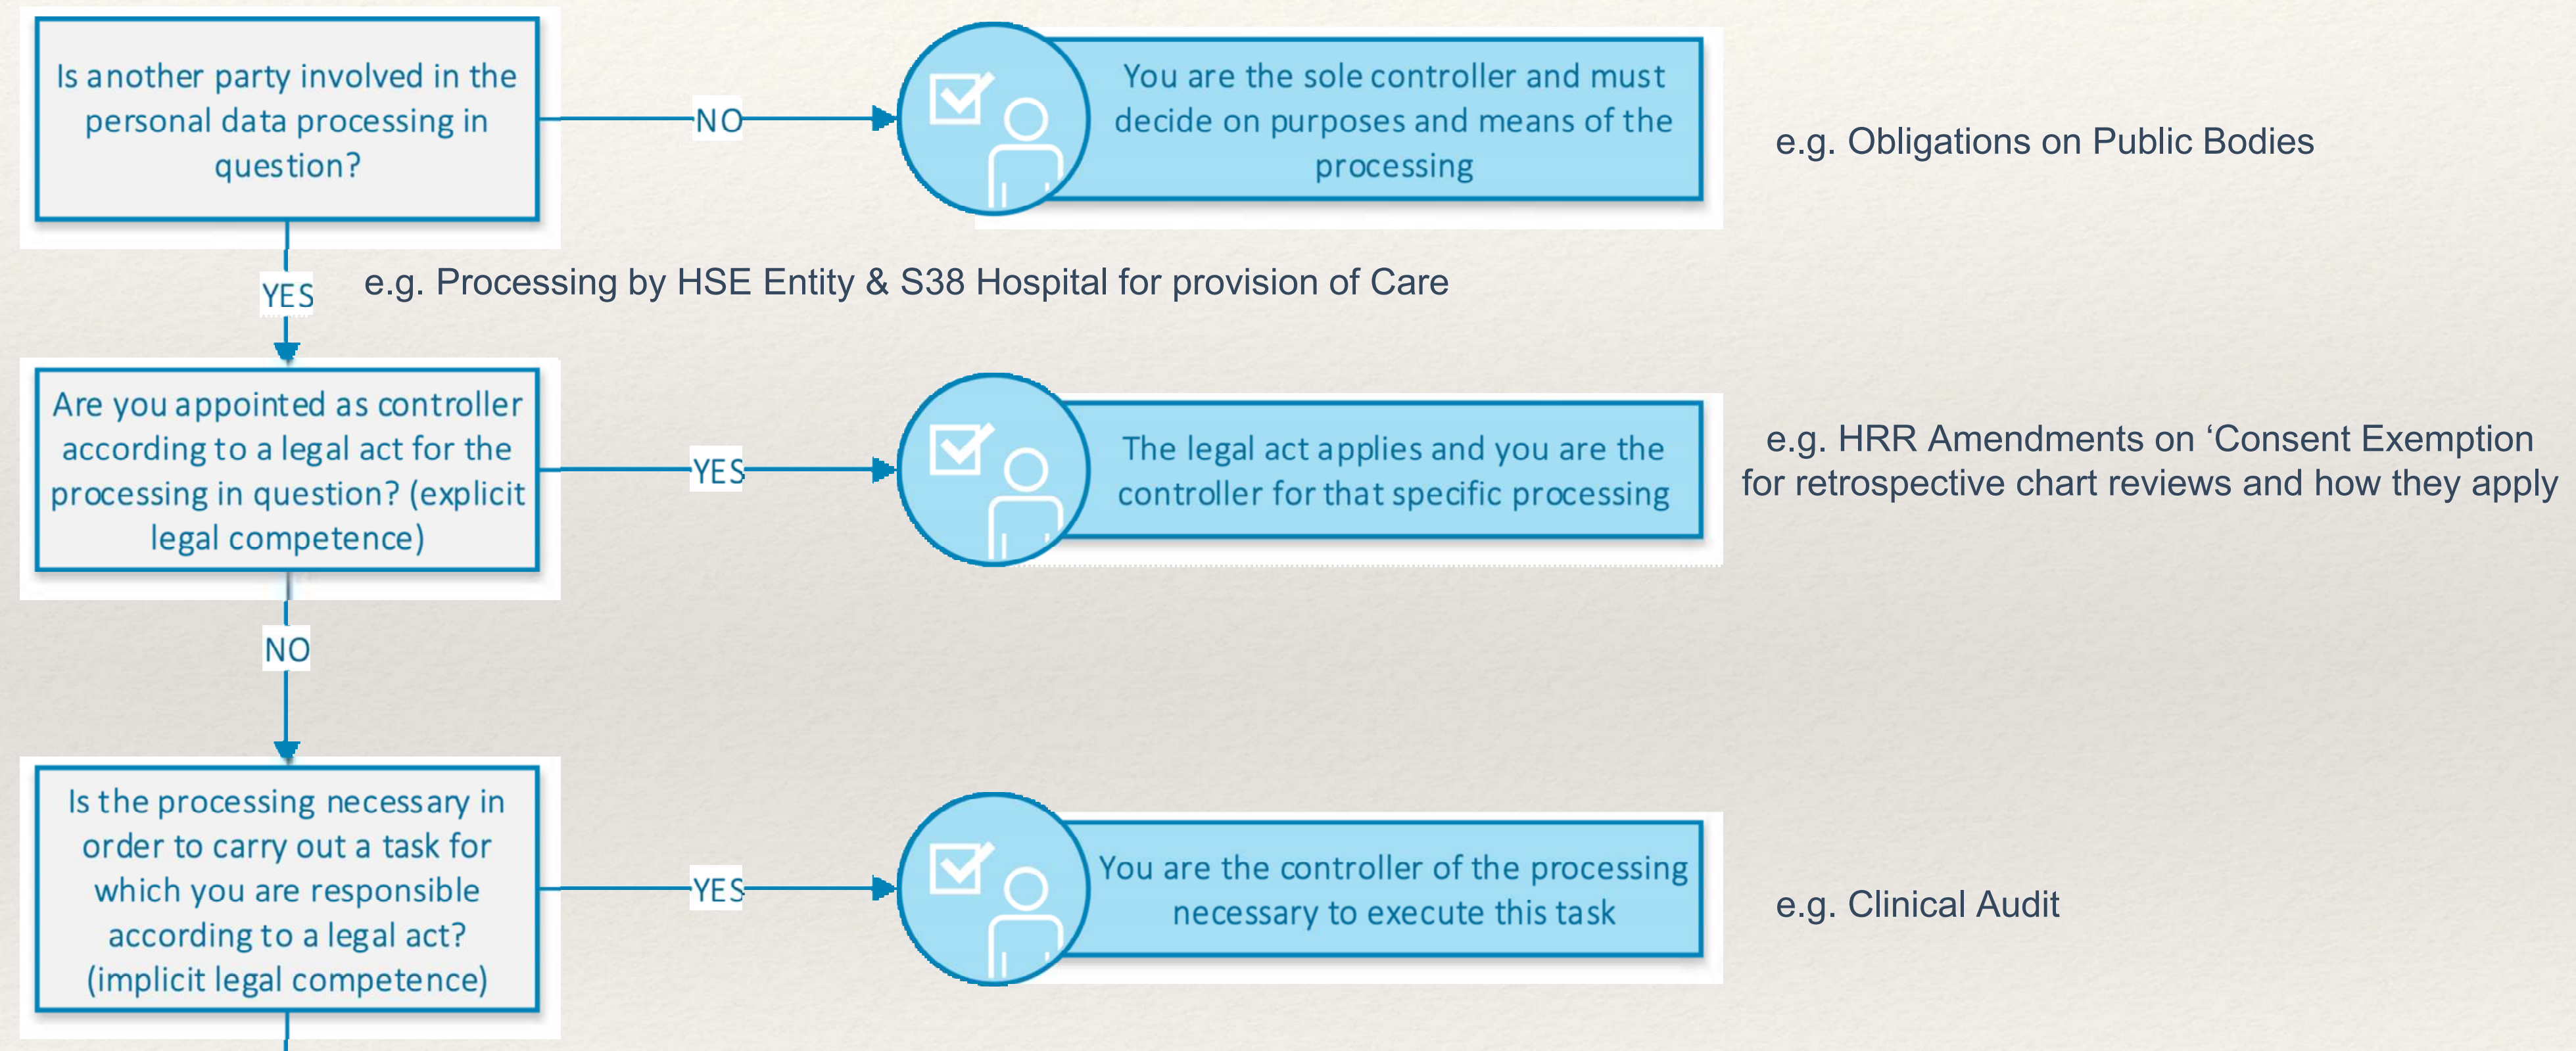 Is another party involved in the
personal data processing in
question?
NO
You are the sole controller and must
decide on purposes and means of the
processing
e.g. Obligations on Public Bodies
YES
e.g. Processing by HSE Entity & S38 Hospital for provision of Care
Are you appointed as controller
according to a legal act for the
processing in question? (explicit
legal competence)
YES
The legal act applies and you are the
controller for that specific processing
e.g. HRR Amendments on ‘Consent Exemption
for retrospective chart reviews and how they apply
NO
Is the processing necessary in
order to carry out a task for
which you are responsible
according to a legal act?
(implicit legal competence)
YES
You are the controller of the processing
necessary to execute this task
e.g. Clinical Audit